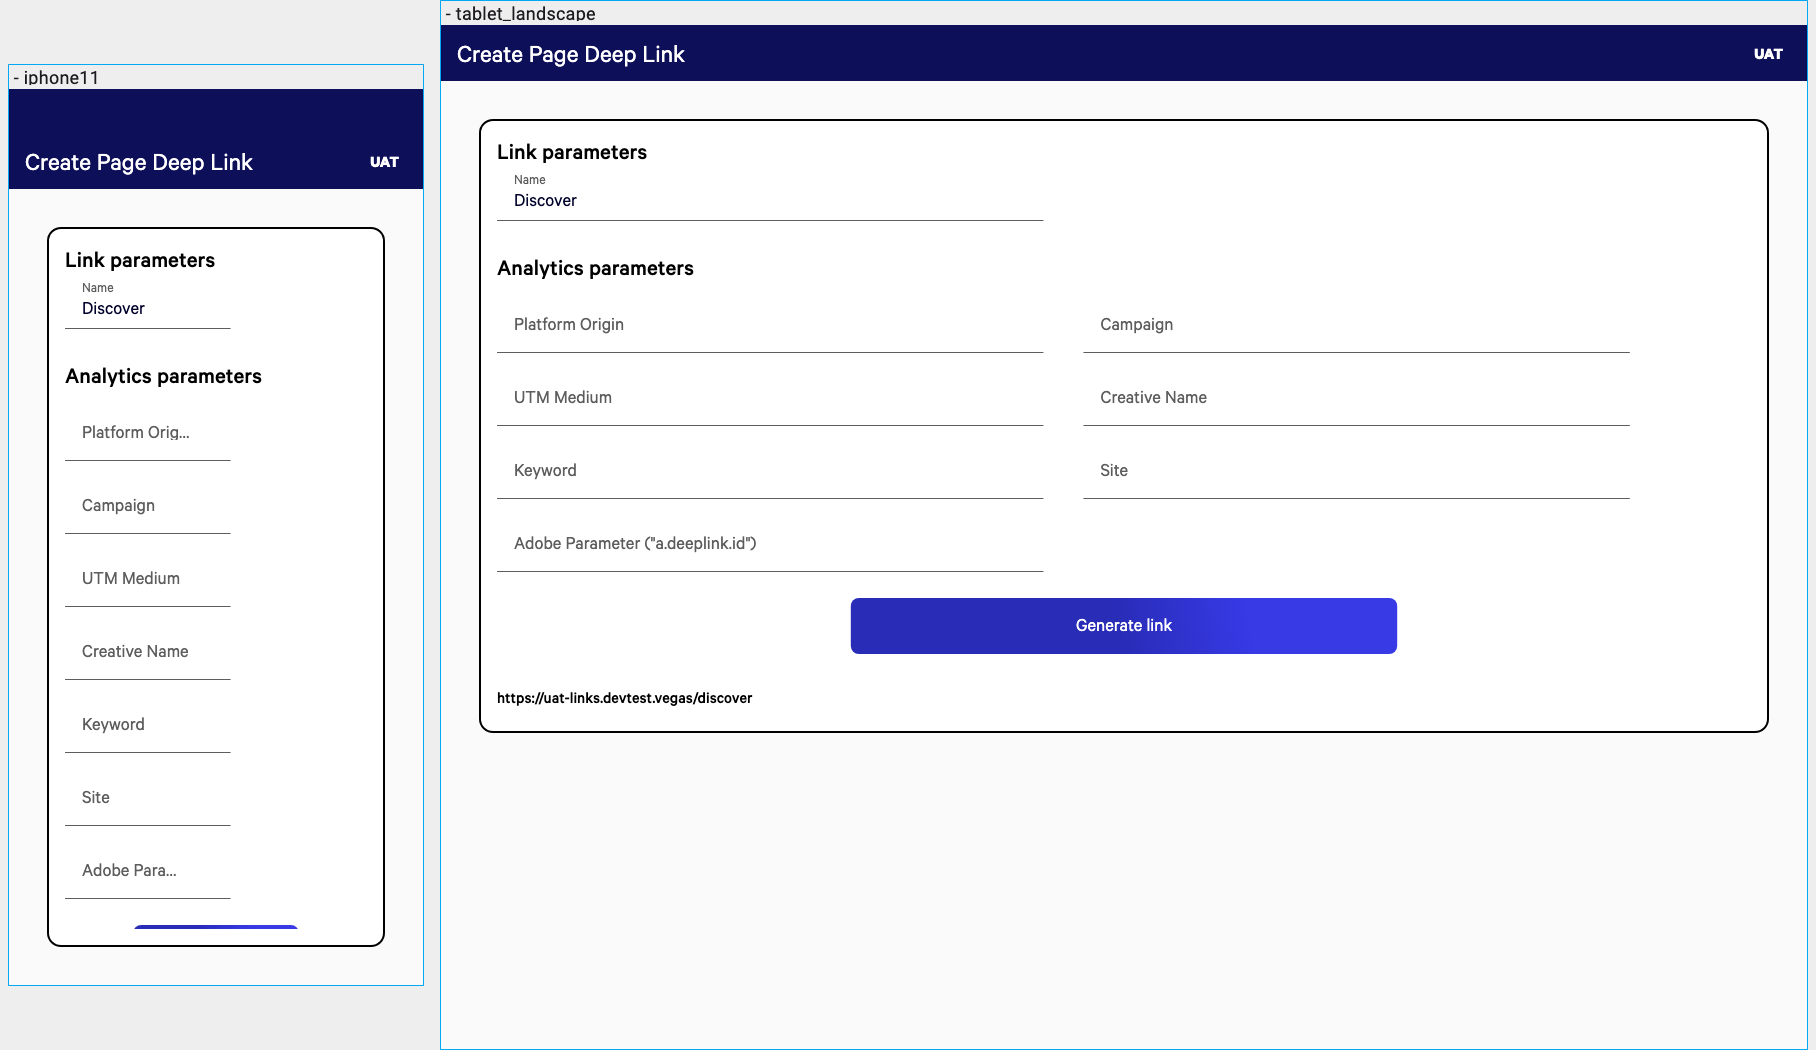 - iphone11
Create Page Deep Link
UAT
Link parameters
Name
Discover
Analytics parameters
Platform Orig...
Campaign
UTM Medium
Creative Name
Keyword
Site
Adobe Para...
- tablet_landscape
Create Page Deep Link
UAT
Link parameters
Name
Discover
Analytics parameters
Platform Origin
Campaign
UTM Medium
Creative Name
Keyword
Site
Adobe Parameter ("a.deeplink.id")
Generate link
https://uat-links.devtest.vegas/discover